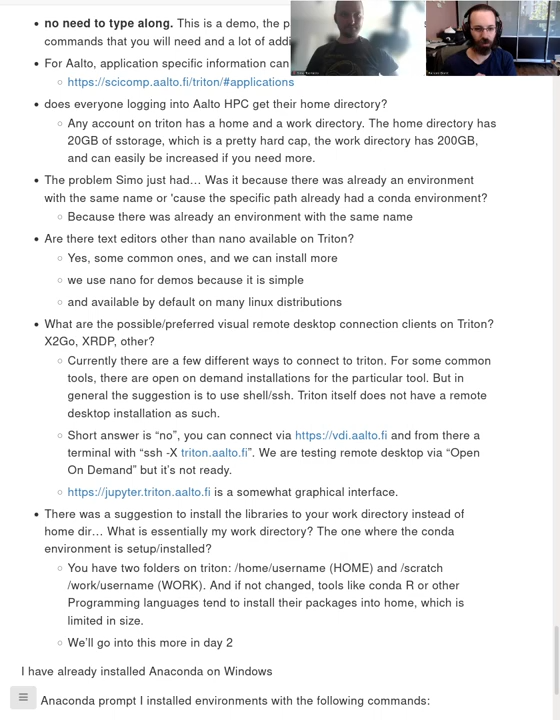 no need to type along. This is a demo, the p
commands that you will need and a lot of addi
For Aalto, application specific information can
https://scicomp.aalto.fi/triton/#applications
does everyone logging into Aalto HPC get their home directory?
Any account on triton has a home and a work directory. The home directory has
20GB of sstorage, which is a pretty hard cap, the work directory has 200GB,
and can easily be increased if you need more.
The problem Simo just had... Was it because there was already an environment
with the same name or 'cause the specific path already had a conda environment?
Because there was already an environment with the same name
Are there text editors other than nano available on Triton?
Yes, some common ones, and we can install more
we use nano for demos because it is simple
and available by default on many linux distributions
What are the possible/preferred visual remote desktop connection clients on Triton?
X2Go, XRDP, other?
Currently there are a few different ways to connect to triton. For some common
tools, there are open on demand installations for the particular tool. But in
general the suggestion is to use shell/ssh. Triton itself does not have a remote
desktop installation as such.
Short answer is “no”, you can connect via https://vdi.aalto.fi and from there a
terminal with “ssh -X triton.aalto.fi”. We are testing remote desktop via “Open
On Demand” but it’s not ready.
https://jupyter.triton.aalto.fi is a somewhat graphical interface.
There was a suggestion to install the libraries to your work directory instead of
home dir... What is essentially my work directory? The one where the conda
environment is setup/installed?
You have two folders on triton: /home/username (HOME) and /scratch
/work/username (WORK). And if not changed, tools like conda R or other
Programming languages tend to install their packages into home, which is
limited in size.
We’ll go into this more in day 2
I have already installed Anaconda on Windows
Anaconda prompt I installed environments with the following commands: